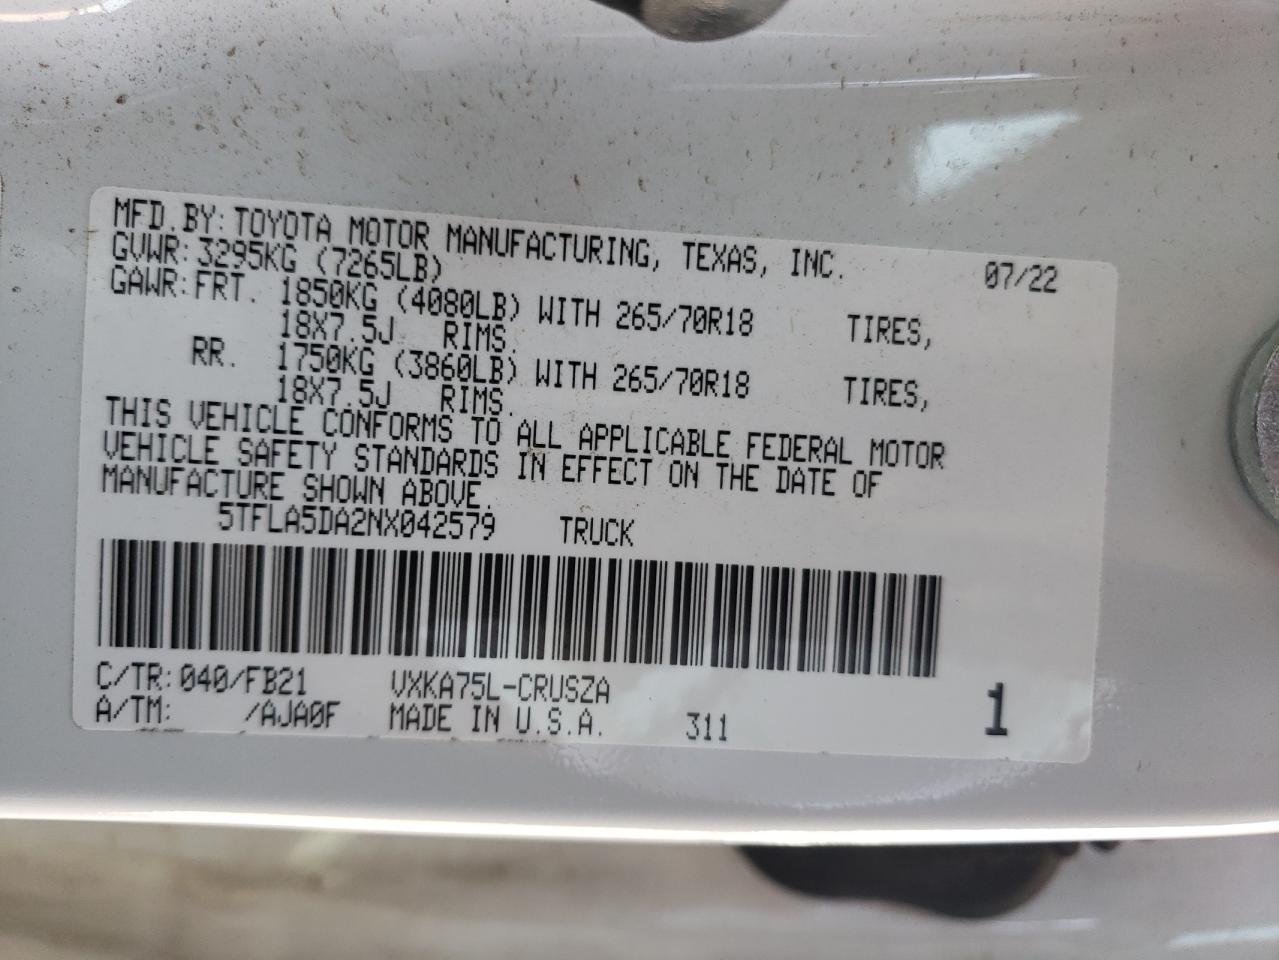 MFD.BY: TOYOTA MOTOR MANUFACTURING, TEXAS, INC. 07/22
GVWR: 3295KG (7265LB)
GAWR: FRT. 1850KG (4080LB) WITH 265/70R18 TIRES,
18X7.5J RIMS.
RR. 1750KG (3860LB) WITH 265/70R18 TIRES,
18X7.5J RIMS.
THIS VEHICLE CONFORMS TO ALL APPLICABLE FEDERAL MOTOR
VEHICLE SAFETY STANDARDS IN EFFECT ON THE DATE OF
MANUFACTURE SHOWN ABOVE.
5TFLA5DA2NX042579 TRUCK
C/TR: 040/FB21 VXKA75L-CRUSZA
A/TM: /AJA0F MADE IN U.S.A. 311 1